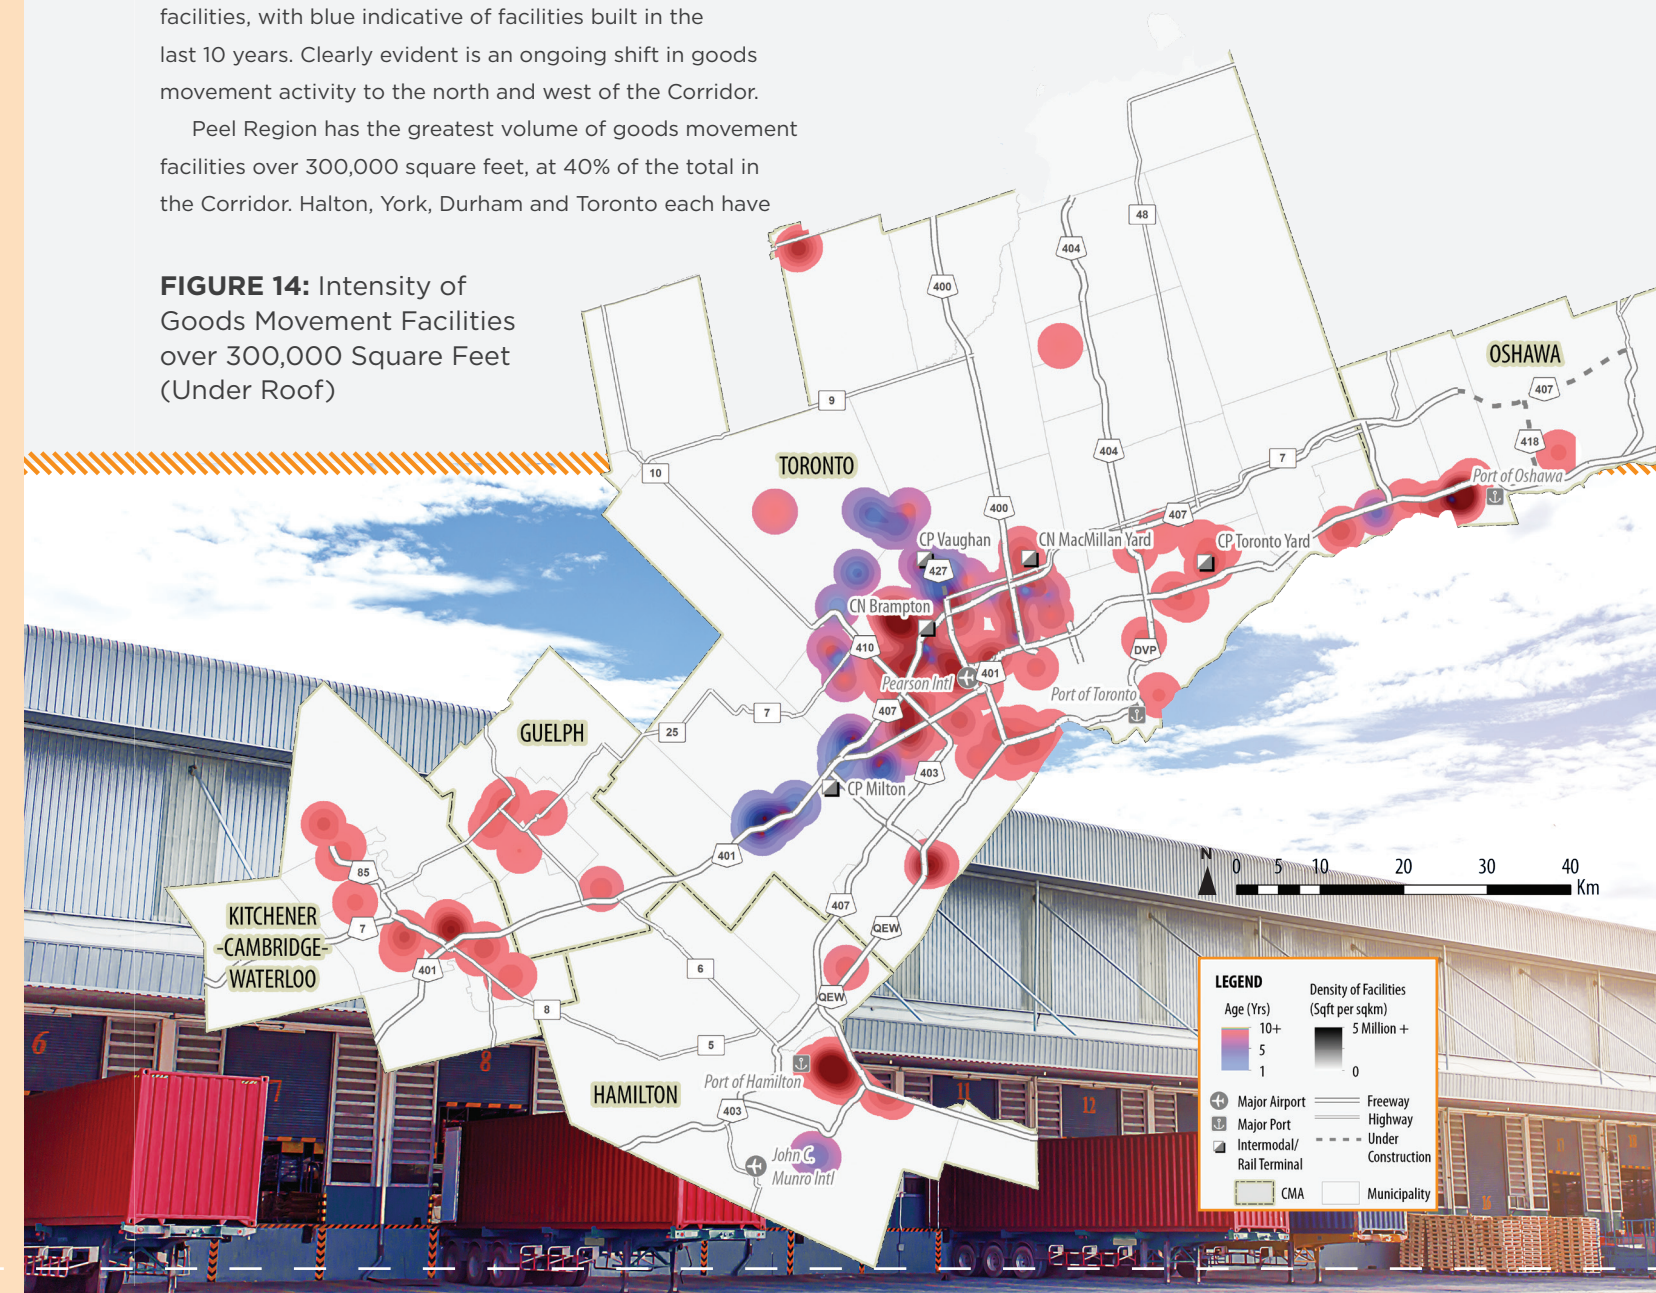 facilities, with blue indicative of facilities built in the
last 10 years. Clearly evident is an ongoing shift in goods
movement activity to the north and west of the Corridor.
Peel Region has the greatest volume of goods movement
facilities over 300,000 square feet, at 40% of the total in
the Corridor. Halton, York, Durham and Toronto each have
FIGURE 14: Intensity of
Goods Movement Facilities
over 300,000 Square Feet
(Under Roof)
48
404
400
9
OSHAWA
407
418
Port of Oshawa
TORONTO
10
404
7
400
407
CP Vaughan
CN MacMillan Yard
CP Toronto Yard
427
CN Brampton
410
DVP
Pearson Intl
401
Port of Toronto
407
7
25
GUELPH
403
CP Milton
401
85
407
KITCHENER
-CAMBRIDGE-
WATERLOO
7
QEW
401
6
QEW
8
5
Port of Hamilton
HAMILTON
403
John C.
Munro Intl
N
0 5 10 20 30 40
Km
LEGEND
Age (Yrs)
10+
5
1
Density of Facilities
(Sqft per sqkm)
5 Million +
0
Major Airport
Major Port
Intermodal/
Rail Terminal
Freeway
Highway
Under
Construction
CMA
Municipality
6
7
8
11
12